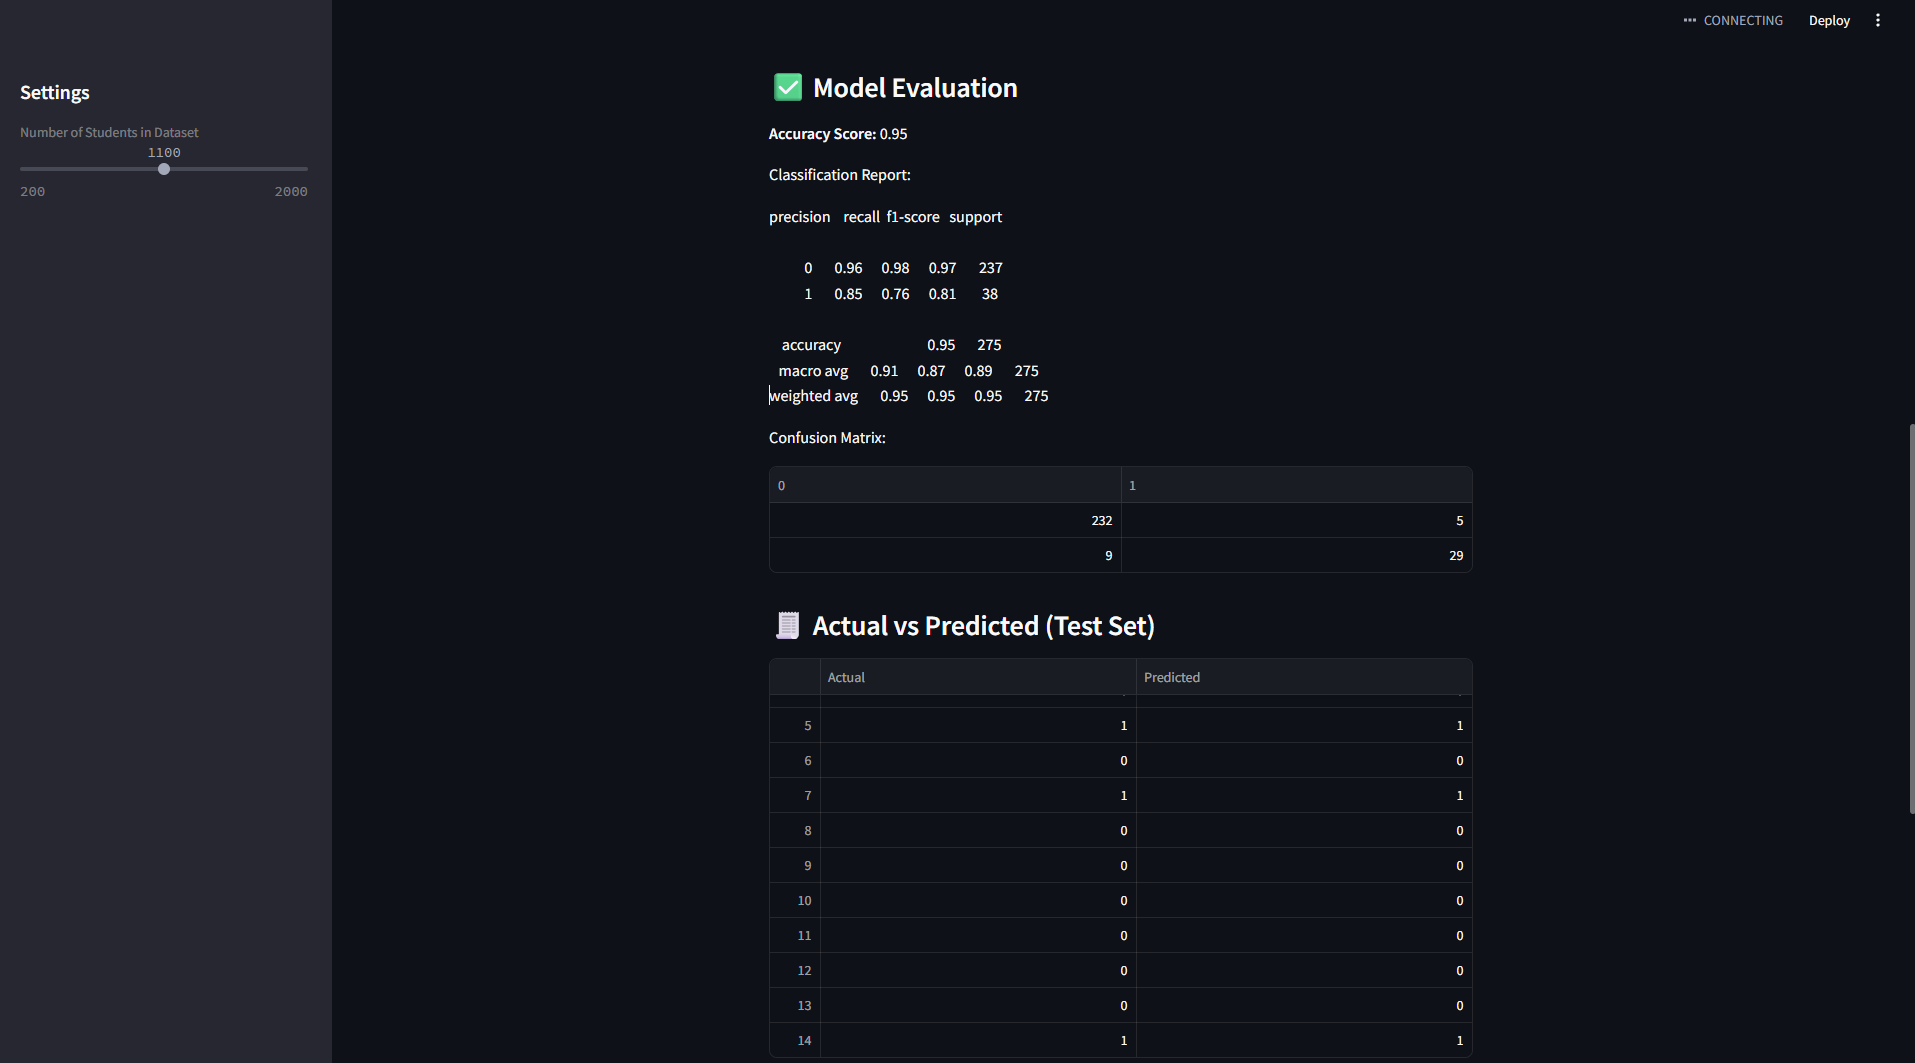 CONNECTING Deploy
Settings
Number of Students in Dataset
1100
200 2000
Model Evaluation
Accuracy Score: 0.95
Classification Report:
precision recall f1-score support
0 0.96 0.98 0.97 237
1 0.85 0.76 0.81 38
accuracy 0.95 275
macro avg 0.91 0.87 0.89 275
weighted avg 0.95 0.95 0.95 275
Confusion Matrix:
0 1
232 5
9 29
Actual vs Predicted (Test Set)
Actual Predicted
5 1 1
6 0 0
7 1 1
8 0 0
9 0 0
10 0 0
11 0 0
12 0 0
13 0 0
14 1 1